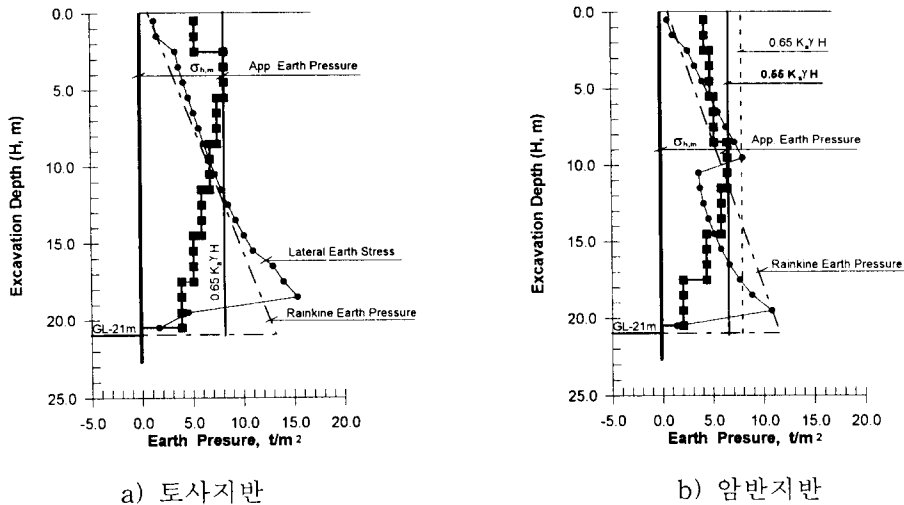 0.0
5.0
10.0
15.0
20.0
25.0
Excavation Depth (H, m)
σh,m
App. Earth Pressure
Lateral Earth Stress
0.65 KaγH
Rainkine Earth Pressure
GL-21m
-5.0 0.0 5.0 10.0 15.0 20.0
Earth Presure, t/m2
a) 토사지반
0.0
5.0
10.0
15.0
20.0
25.0
Excavation Depth (H, m)
0.65 KaγH
0.55 KaγH
σh,m
App. Earth Pressure
Rainkine Earth Pressure
GL-21m
-5.0 0.0 5.0 10.0 15.0 20.0
Earth Presure, t/m2
b) 암반지반